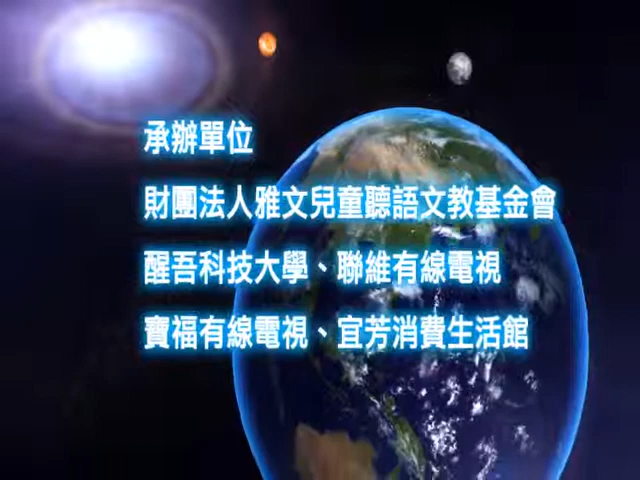 承辦單位
財團法人雅文兒童聽語文教基金會
醒吾科技大學、聯維有線電視
寶福有線電視、宜芳消費生活館